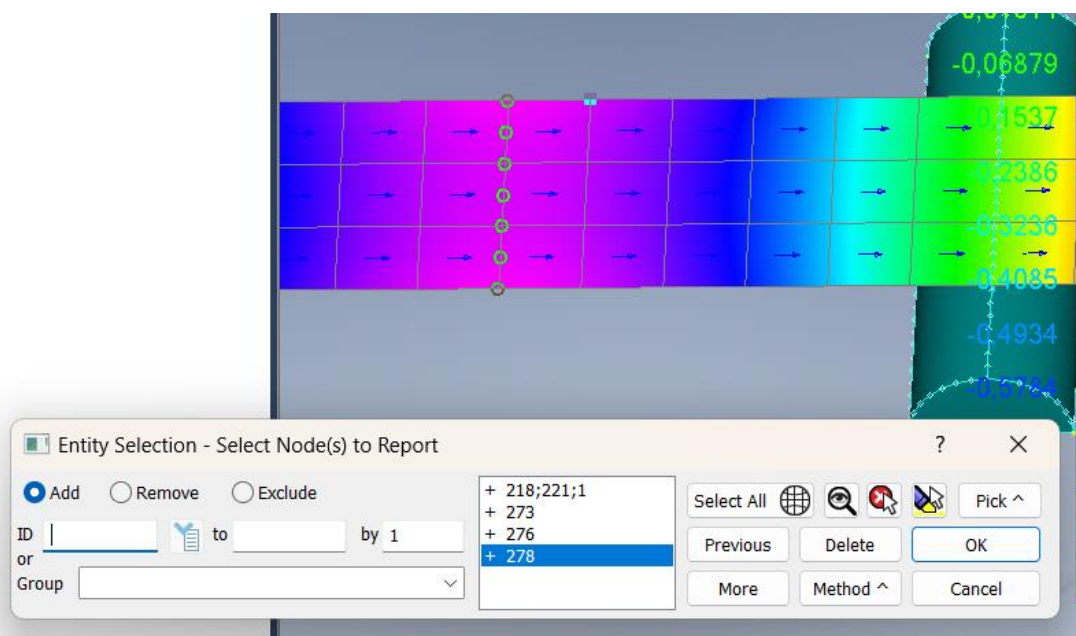 -0,06879
-0,1537
-0,2386
-0,3236
-0,4085
-0,4934
-0,5784
Entity Selection - Select Node(s) to Report
? ×
Add Remove Exclude
ID to by 1
or
Group
+ 218;221;1
+ 273
+ 276
+ 278
Select All Pick ^
Previous Delete OK
More Method ^ Cancel